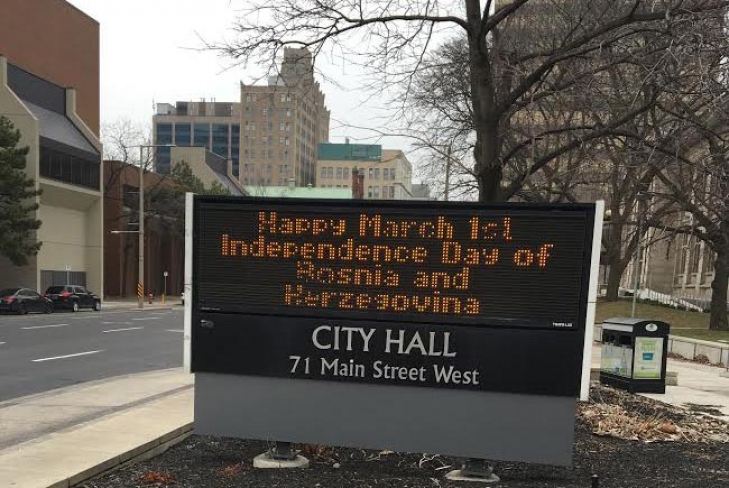 Happy March 1st
Independence Day of
Bosnia and
Herzegovina
CITY HALL
71 Main Street West